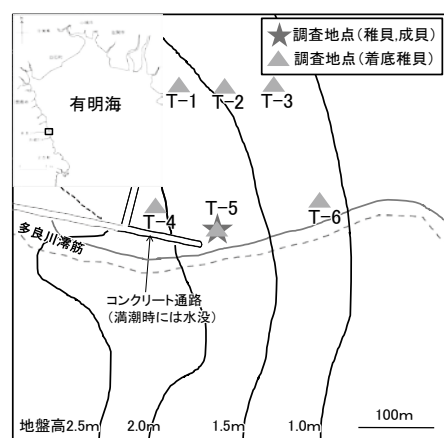 調査地点(稚貝,成貝)
調査地点(着底稚貝)
有明海
T-1
T-2
T-3
T-4
T-5
T-6
多良川澪筋
コンクリート通路
(満潮時には水没)
100m
地盤高2.5m
2.0m
1.5m
1.0m